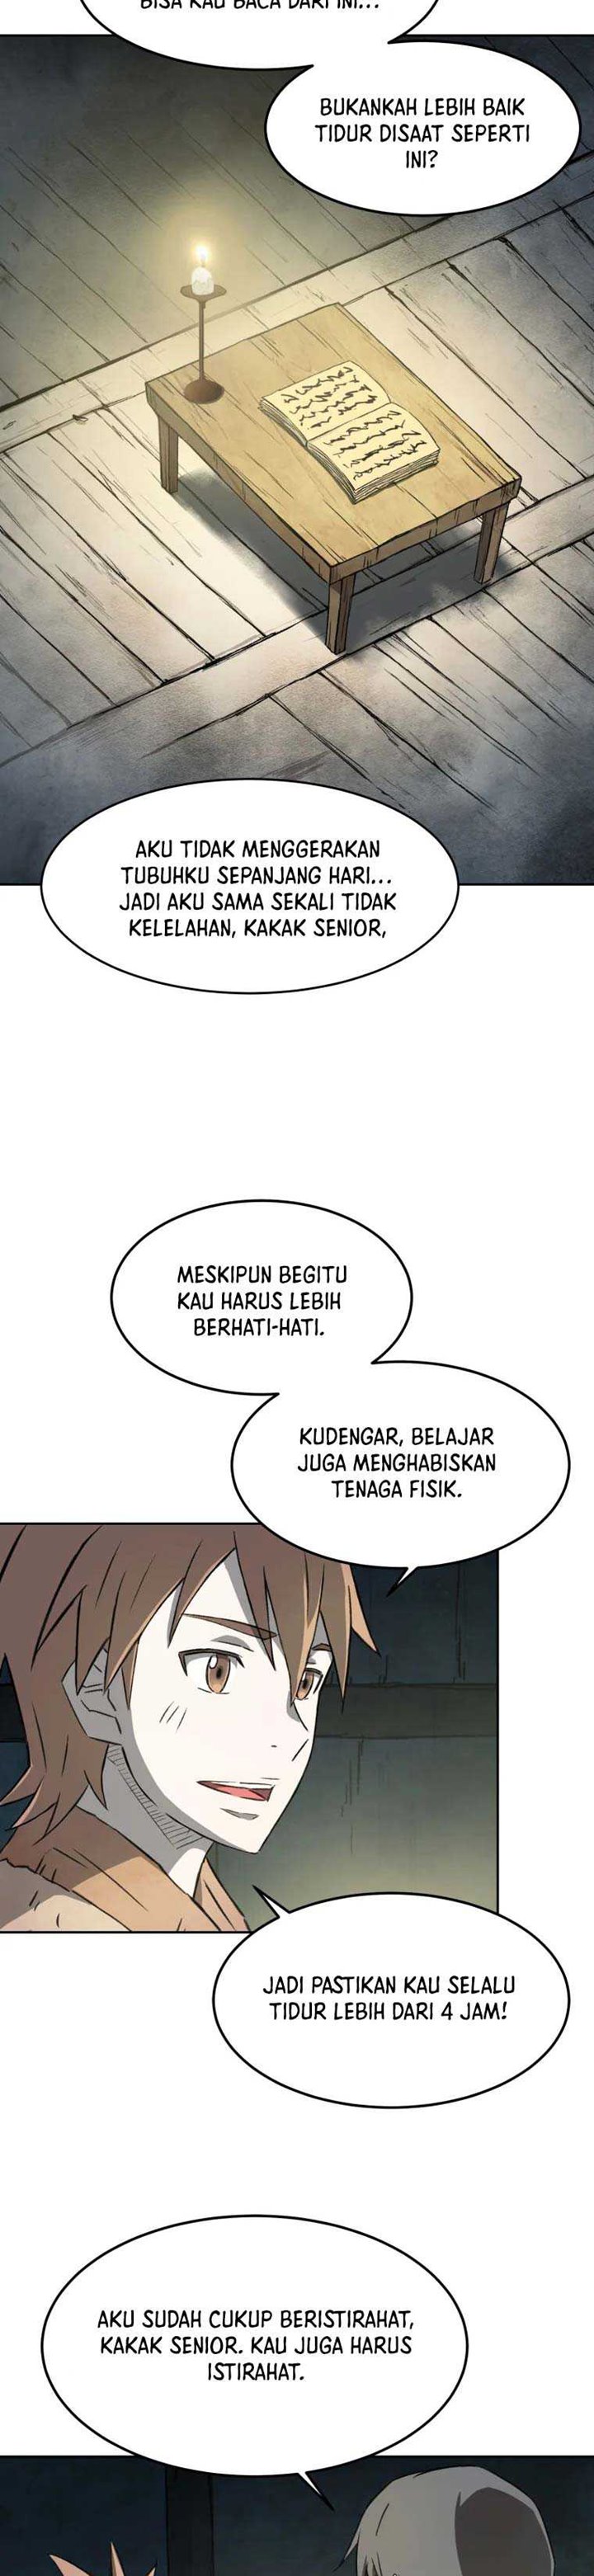 BISA KAU BACA DARI INI...
BUKANKAH LEBIH BAIK
TIDUR DISAAT SEPERTI
INI?
AKU TIDAK MENGGERAKAN
TUBUHKU SEPANJANG HARI...
JADI AKU SAMA SEKALI TIDAK
KELELAHAN, KAKAK SENIOR,
MESKIPUN BEGITU
KAU HARUS LEBIH
BERHATI-HATI.
KUDENGAR, BELAJAR
JUGA MENGHABISKAN
TENAGA FISIK.
JADI PASTIKAN KAU SELALU
TIDUR LEBIH DARI 4 JAM!
AKU SUDAH CUKUP BERISTIRAHAT,
KAKAK SENIOR. KAU JUGA HARUS
ISTIRAHAT.